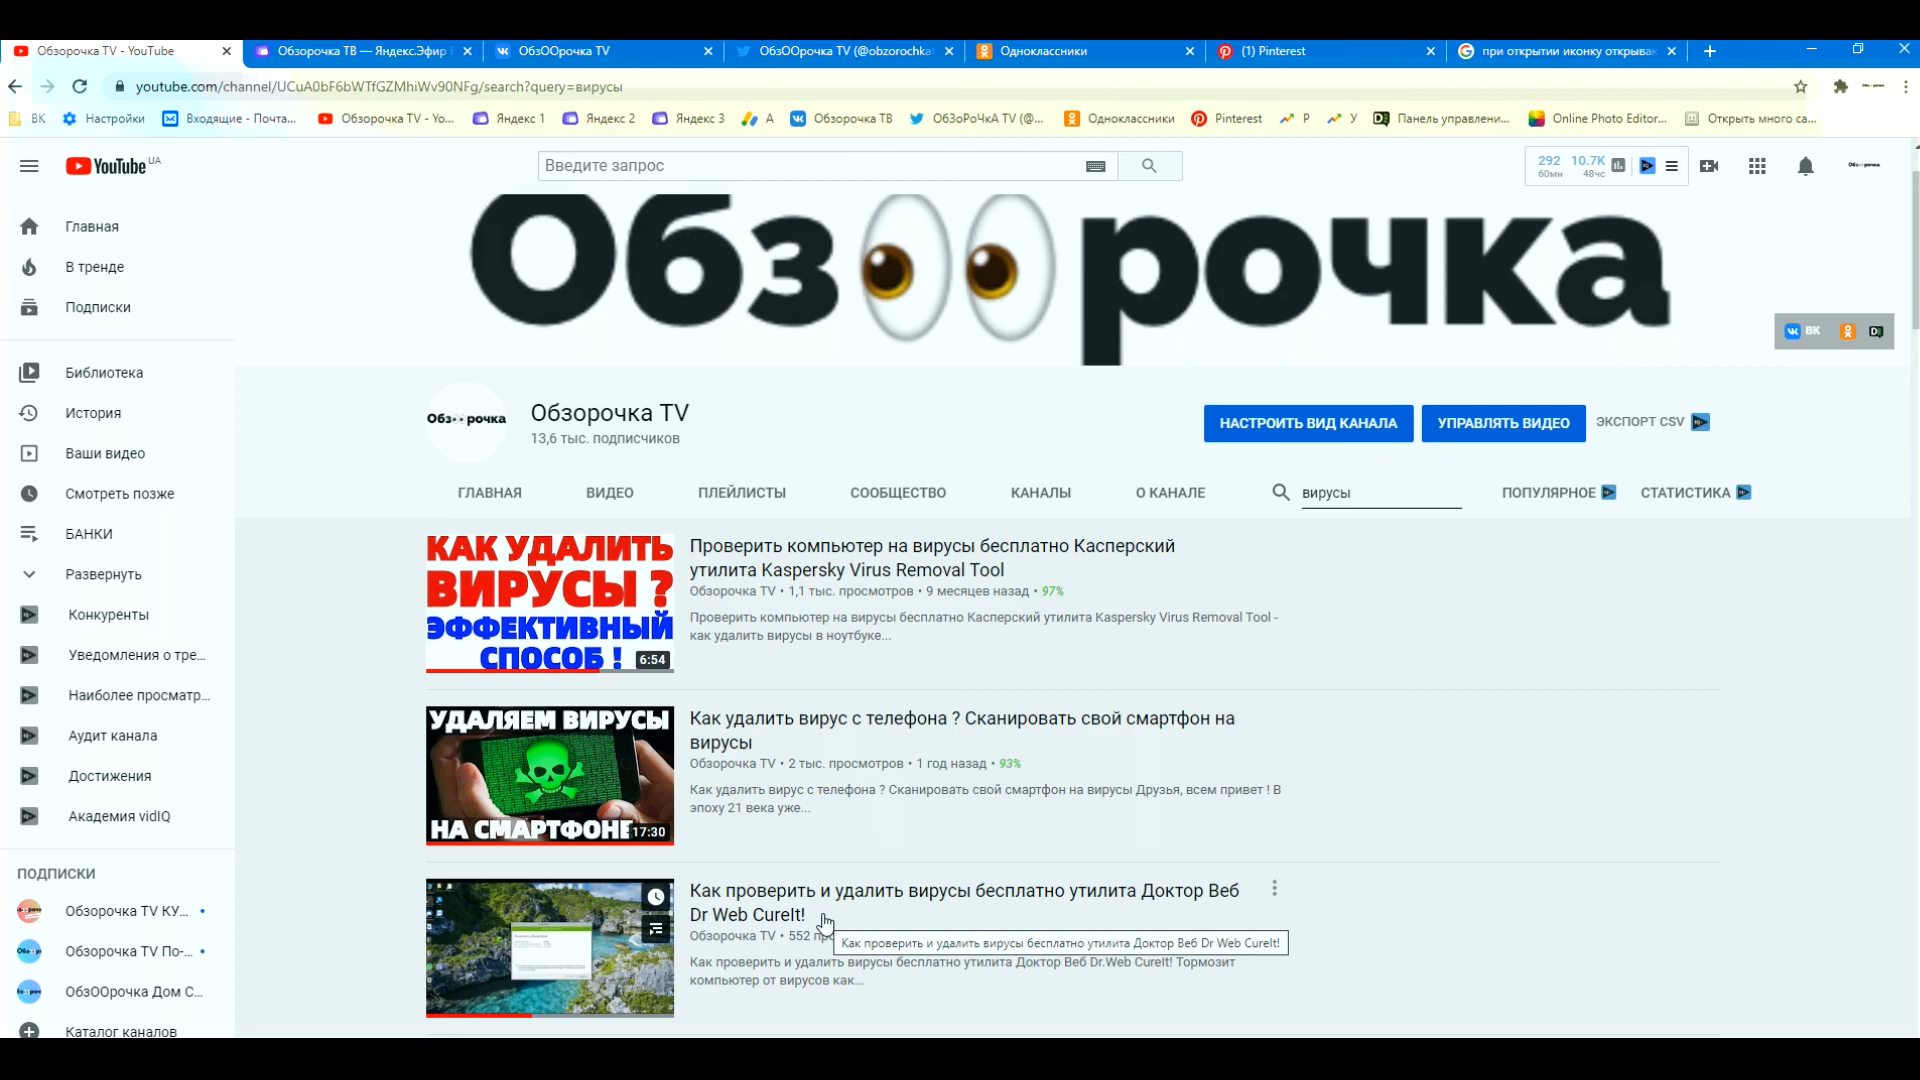 Обзорочка TV - YouTube
Обзорочка ТВ — Яндекс.Эфир
ОбзООрочка TV
ОбзООрочка TV (@obzorochka
Одноклассники
(1) Pinterest
при открытии иконку открыва
youtube.com/channel/UCuA0bF6bWTfGZMhiWv90NFg/search?query=вирусы
ВК
Настройки
Входящие - Почта...
Обзорочка TV - Yo...
Яндекс 1
Яндекс 2
Яндекс 3
А
Обзорочка ТВ
ОбЗоРоЧкА TV (@...
Одноклассники
Pinterest
Р
У
Панель управлени...
Online Photo Editor...
Открыть много са...
YouTube UA
Введите запрос
292 10.7K
60мн 48чс
Обз рочка
ВК
Главная
В тренде
Подписки
Библиотека
История
Ваши видео
Смотреть позже
БАНКИ
Развернуть
Конкуренты
Уведомления о тре...
Наиболее просматр...
Аудит канала
Достижения
Академия vidIQ
ПОДПИСКИ
Обзорочка TV КУ...
Обзорочка TV По-...
ОбзООрочка Дом С...
Каталог каналов
Обз рочка
Обзорочка TV
13,6 тыс. подписчиков
НАСТРОИТЬ ВИД КАНАЛА
УПРАВЛЯТЬ ВИДЕО
ЭКСПОРТ CSV
ГЛАВНАЯ
ВИДЕО
ПЛЕЙЛИСТЫ
СООБЩЕСТВО
КАНАЛЫ
О КАНАЛЕ
вирусы
ПОПУЛЯРНОЕ
СТАТИСТИКА
КАК УДАЛИТЬ
ВИРУСЫ ?
ЭФФЕКТИВНЫЙ
СПОСОБ !
6:54
Проверить компьютер на вирусы бесплатно Касперский
утилита Kaspersky Virus Removal Tool
Обзорочка TV • 1,1 тыс. просмотров • 9 месяцев назад • 97%
Проверить компьютер на вирусы бесплатно Касперский утилита Kaspersky Virus Removal Tool -
как удалить вирусы в ноутбуке...
УДАЛЯЕМ ВИРУСЫ
НА СМАРТФОНЕ
17:30
Как удалить вирус с телефона ? Сканировать свой смартфон на
вирусы
Обзорочка TV • 2 тыс. просмотров • 1 год назад • 93%
Как удалить вирус с телефона ? Сканировать свой смартфон на вирусы Друзья, всем привет ! В
эпоху 21 века уже...
Как проверить и удалить вирусы бесплатно утилита Доктор Веб
Dr Web CureIt!
Обзорочка TV • 552
Как проверить и удалить вирусы бесплатно утилита Доктор Веб Dr Web CureIt!
Как проверить и удалить вирусы бесплатно утилита Доктор Веб Dr.Web CureIt! Тормозит
компьютер от вирусов как...